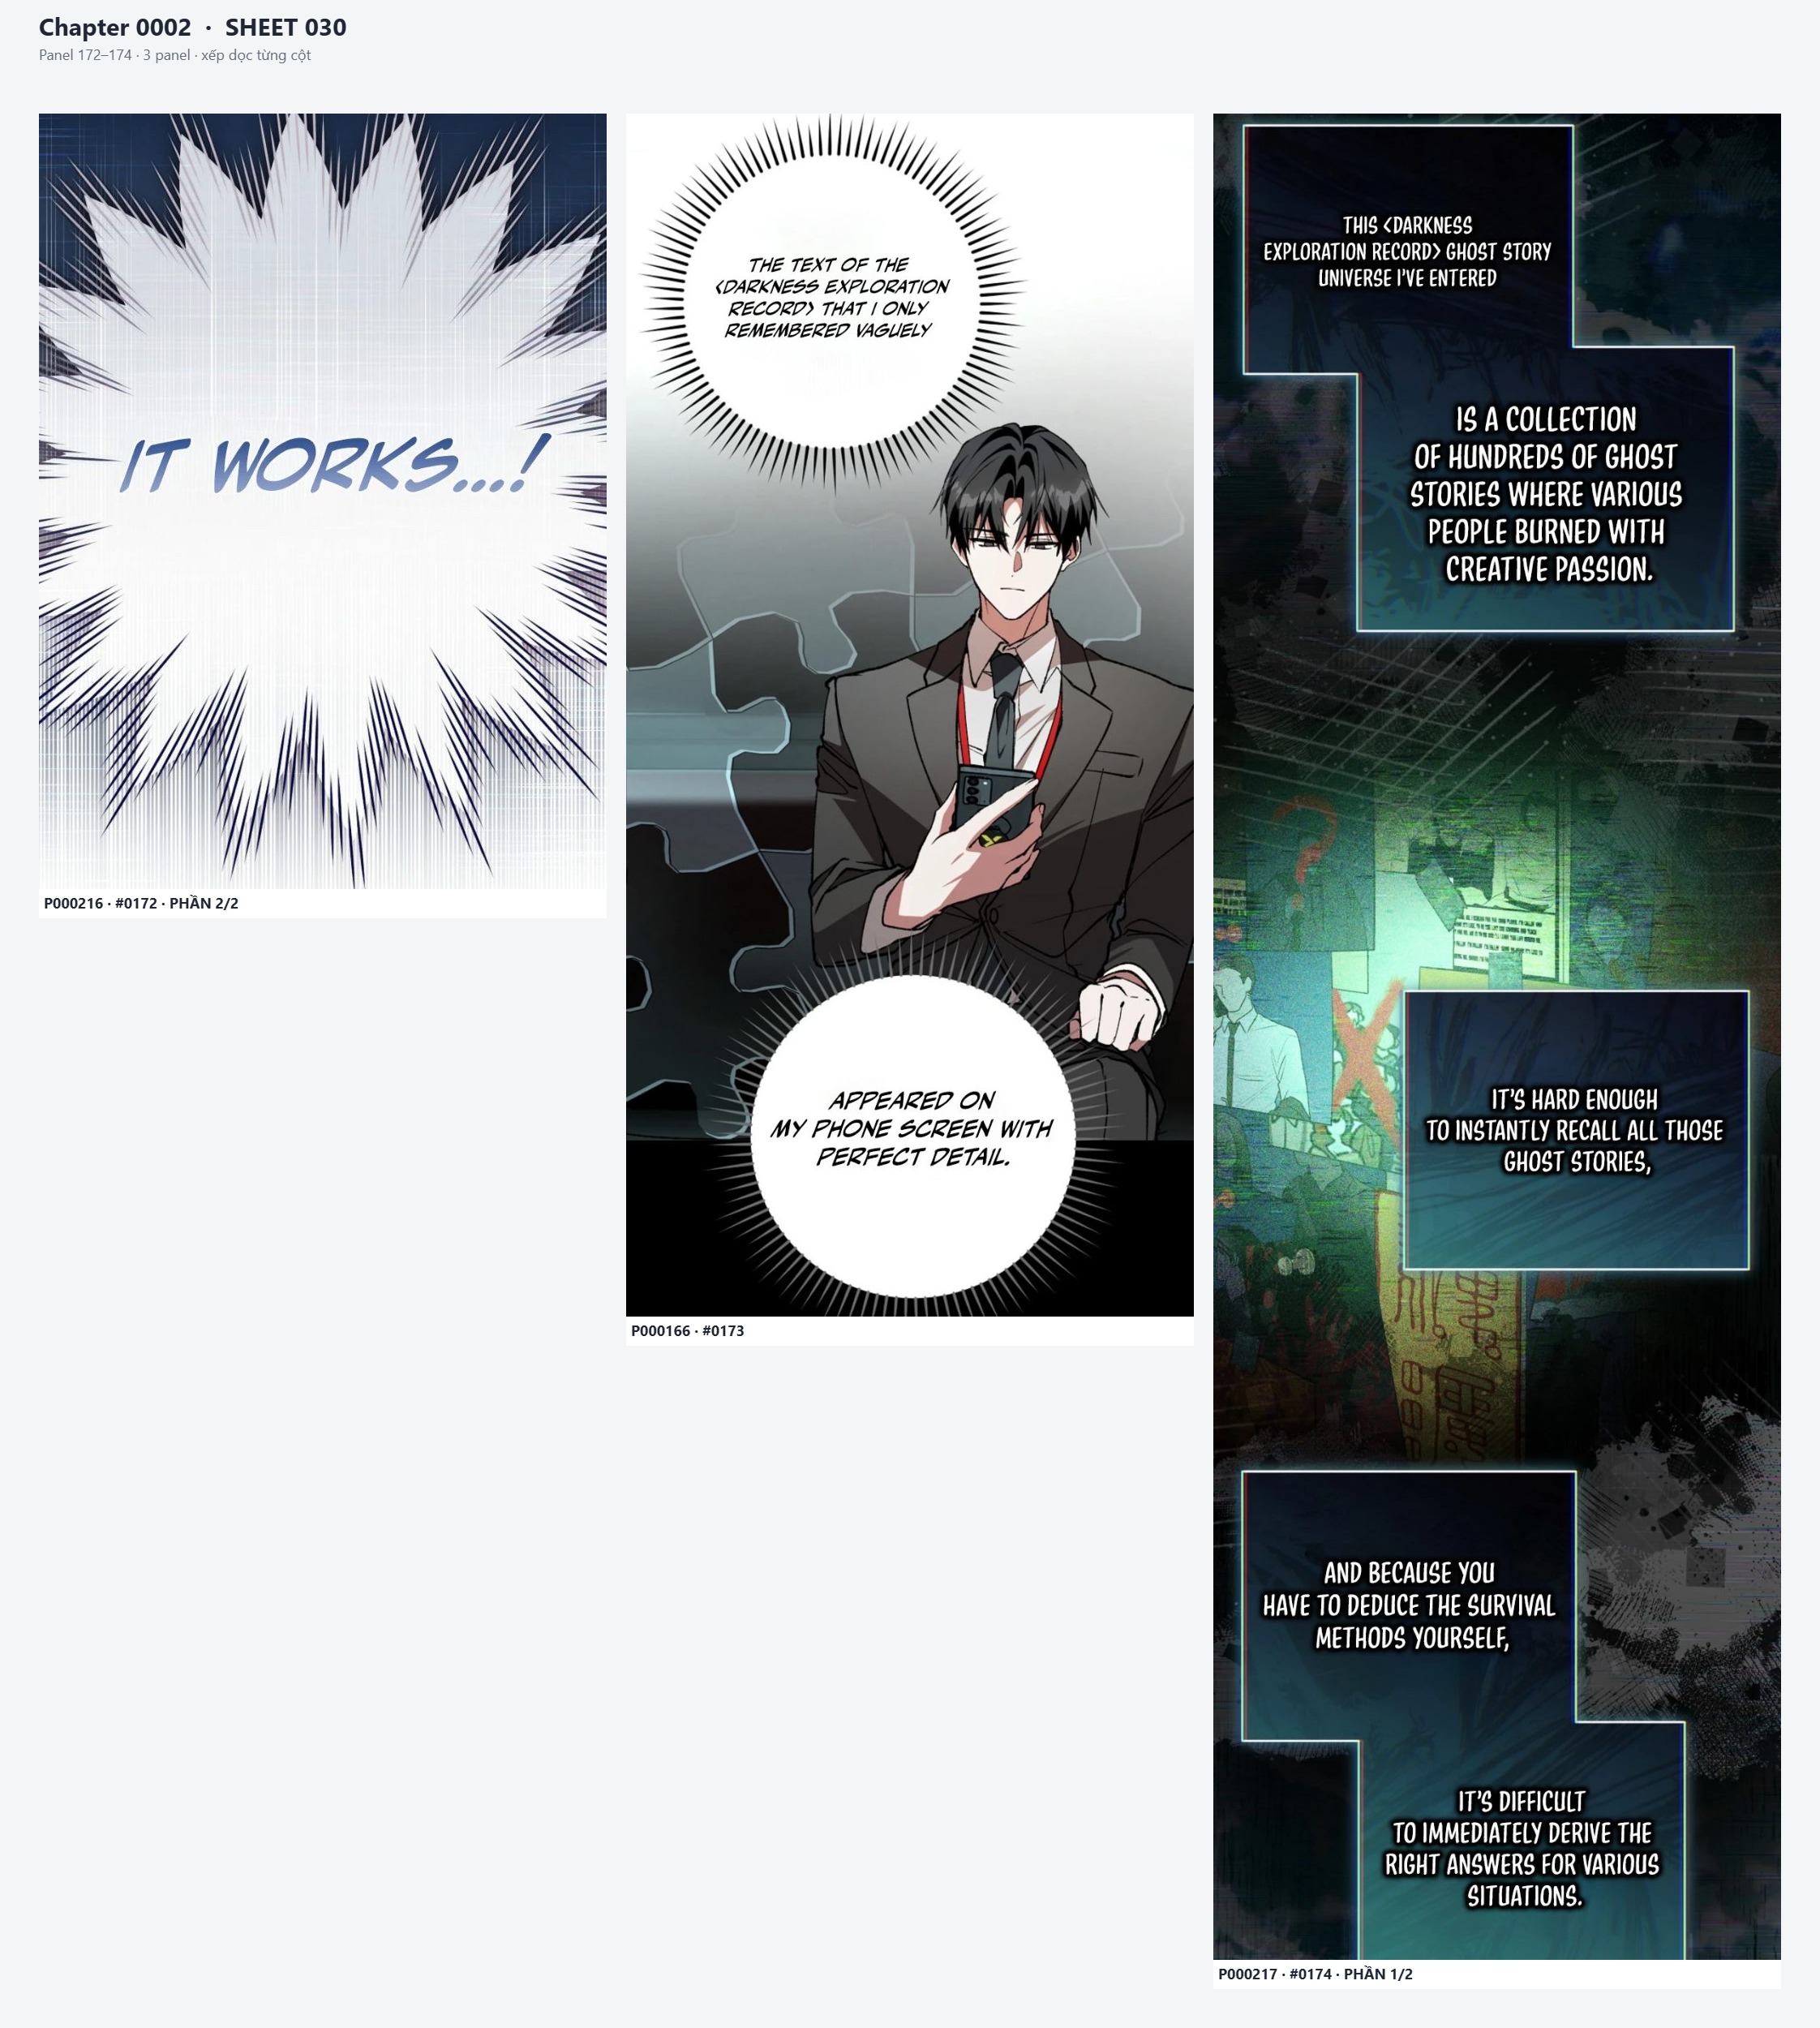 Chapter 0002 · SHEET 030
Panel 172–174 · 3 panel · xếp dọc từng cột
IT WORKS...!
P000216 · #0172 · PHẦN 2/2
THE TEXT OF THE
<DARKNESS EXPLORATION
RECORD> THAT I ONLY
REMEMBERED VAGUELY
APPEARED ON
MY PHONE SCREEN WITH
PERFECT DETAIL.
P000166 · #0173
THIS <DARKNESS
EXPLORATION RECORD> GHOST STORY
UNIVERSE I'VE ENTERED
IS A COLLECTION
OF HUNDREDS OF GHOST
STORIES WHERE VARIOUS
PEOPLE BURNED WITH
CREATIVE PASSION.
IT'S HARD ENOUGH
TO INSTANTLY RECALL ALL THOSE
GHOST STORIES,
AND BECAUSE YOU
HAVE TO DEDUCE THE SURVIVAL
METHODS YOURSELF,
IT'S DIFFICULT
TO IMMEDIATELY DERIVE THE
RIGHT ANSWERS FOR VARIOUS
SITUATIONS.
P000217 · #0174 · PHẦN 1/2